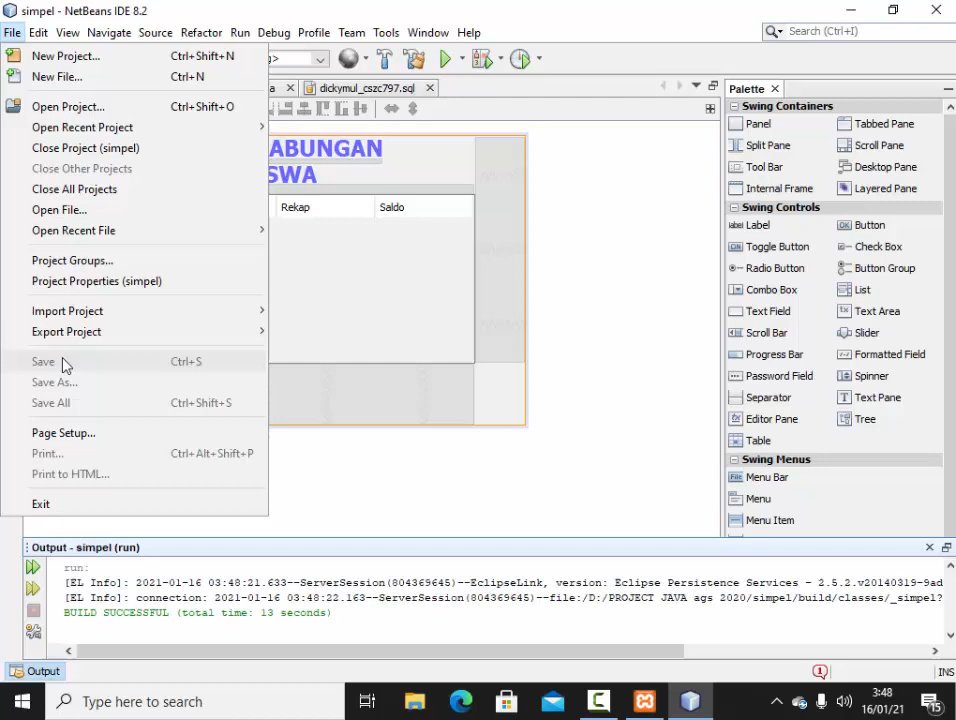 simpel - NetBeans IDE 8.2
File Edit View Navigate Source Refactor Run Debug Profile Team Tools Window Help
Search (Ctrl+I)
New Project... Ctrl+Shift+N
New File... Ctrl+N
Open Project... Ctrl+Shift+O
Open Recent Project
Close Project (simpel)
Close Other Projects
Close All Projects
Open File...
Open Recent File
Project Groups...
Project Properties (simpel)
Import Project
Export Project
Save Ctrl+S
Save As...
Save All Ctrl+Shift+S
Page Setup...
Print... Ctrl+Alt+Shift+P
Print to HTML...
Exit
dickymul_cszc797.sql
ABUNGAN
SWA
Rekap Saldo
Palette
Swing Containers
Panel Tabbed Pane
Split Pane Scroll Pane
Tool Bar Desktop Pane
Internal Frame Layered Pane
Swing Controls
label Label OK Button
ON Toggle Button Check Box
Radio Button Button Group
Combo Box List
Text Field Text Area
Scroll Bar Slider
Progress Bar Formatted Field
Password Field Spinner
Separator T Text Pane
Editor Pane Tree
Table
Swing Menus
File Menu Bar
Menu
Menu Item
Output - simpel (run)
run:
[EL Info]: 2021-01-16 03:48:21.633--ServerSession(804369645)--EclipseLink, version: Eclipse Persistence Services - 2.5.2.v20140319-9ad
[EL Info]: connection: 2021-01-16 03:48:22.163--ServerSession(804369645)--file:/D:/PROJECT JAVA ags 2020/simpel/build/classes/_simpel?
BUILD SUCCESSFUL (total time: 13 seconds)
Output
1
INS
Type here to search
3:48
16/01/21
15